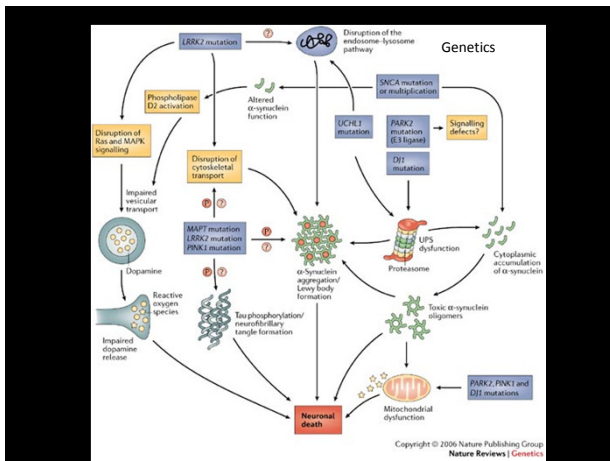 Genetics
LRRK2 mutation
?
Disruption of the
endosome–lysosome
pathway
SNCA mutation
or multiplication
Phospholipase
D2 activation
Altered
α-synuclein
function
UCHL1
mutation
PARK2
mutation
(E3 ligase)
Signalling
defects?
Disruption of
Ras and MAPK
signalling
Disruption of
cytoskeletal
transport
DJ1
mutation
Impaired
vesicular
transport
P ?
MAPT mutation
LRRK2 mutation
PINK1 mutation
P
?
UPS
dysfunction
Proteasome
Cytoplasmic
accumulation
of α-synuclein
Dopamine
P ?
α-Synuclein
aggregation/
Lewy body
formation
Reactive
oxygen
species
Tau phosphorylation/
neurofibrillary
tangle formation
Toxic α-synuclein
oligomers
Impaired
dopamine
release
PARK2, PINK1 and
DJ1 mutations
Neuronal
death
Mitochondrial
dysfunction
Copyright © 2006 Nature Publishing Group
Nature Reviews | Genetics